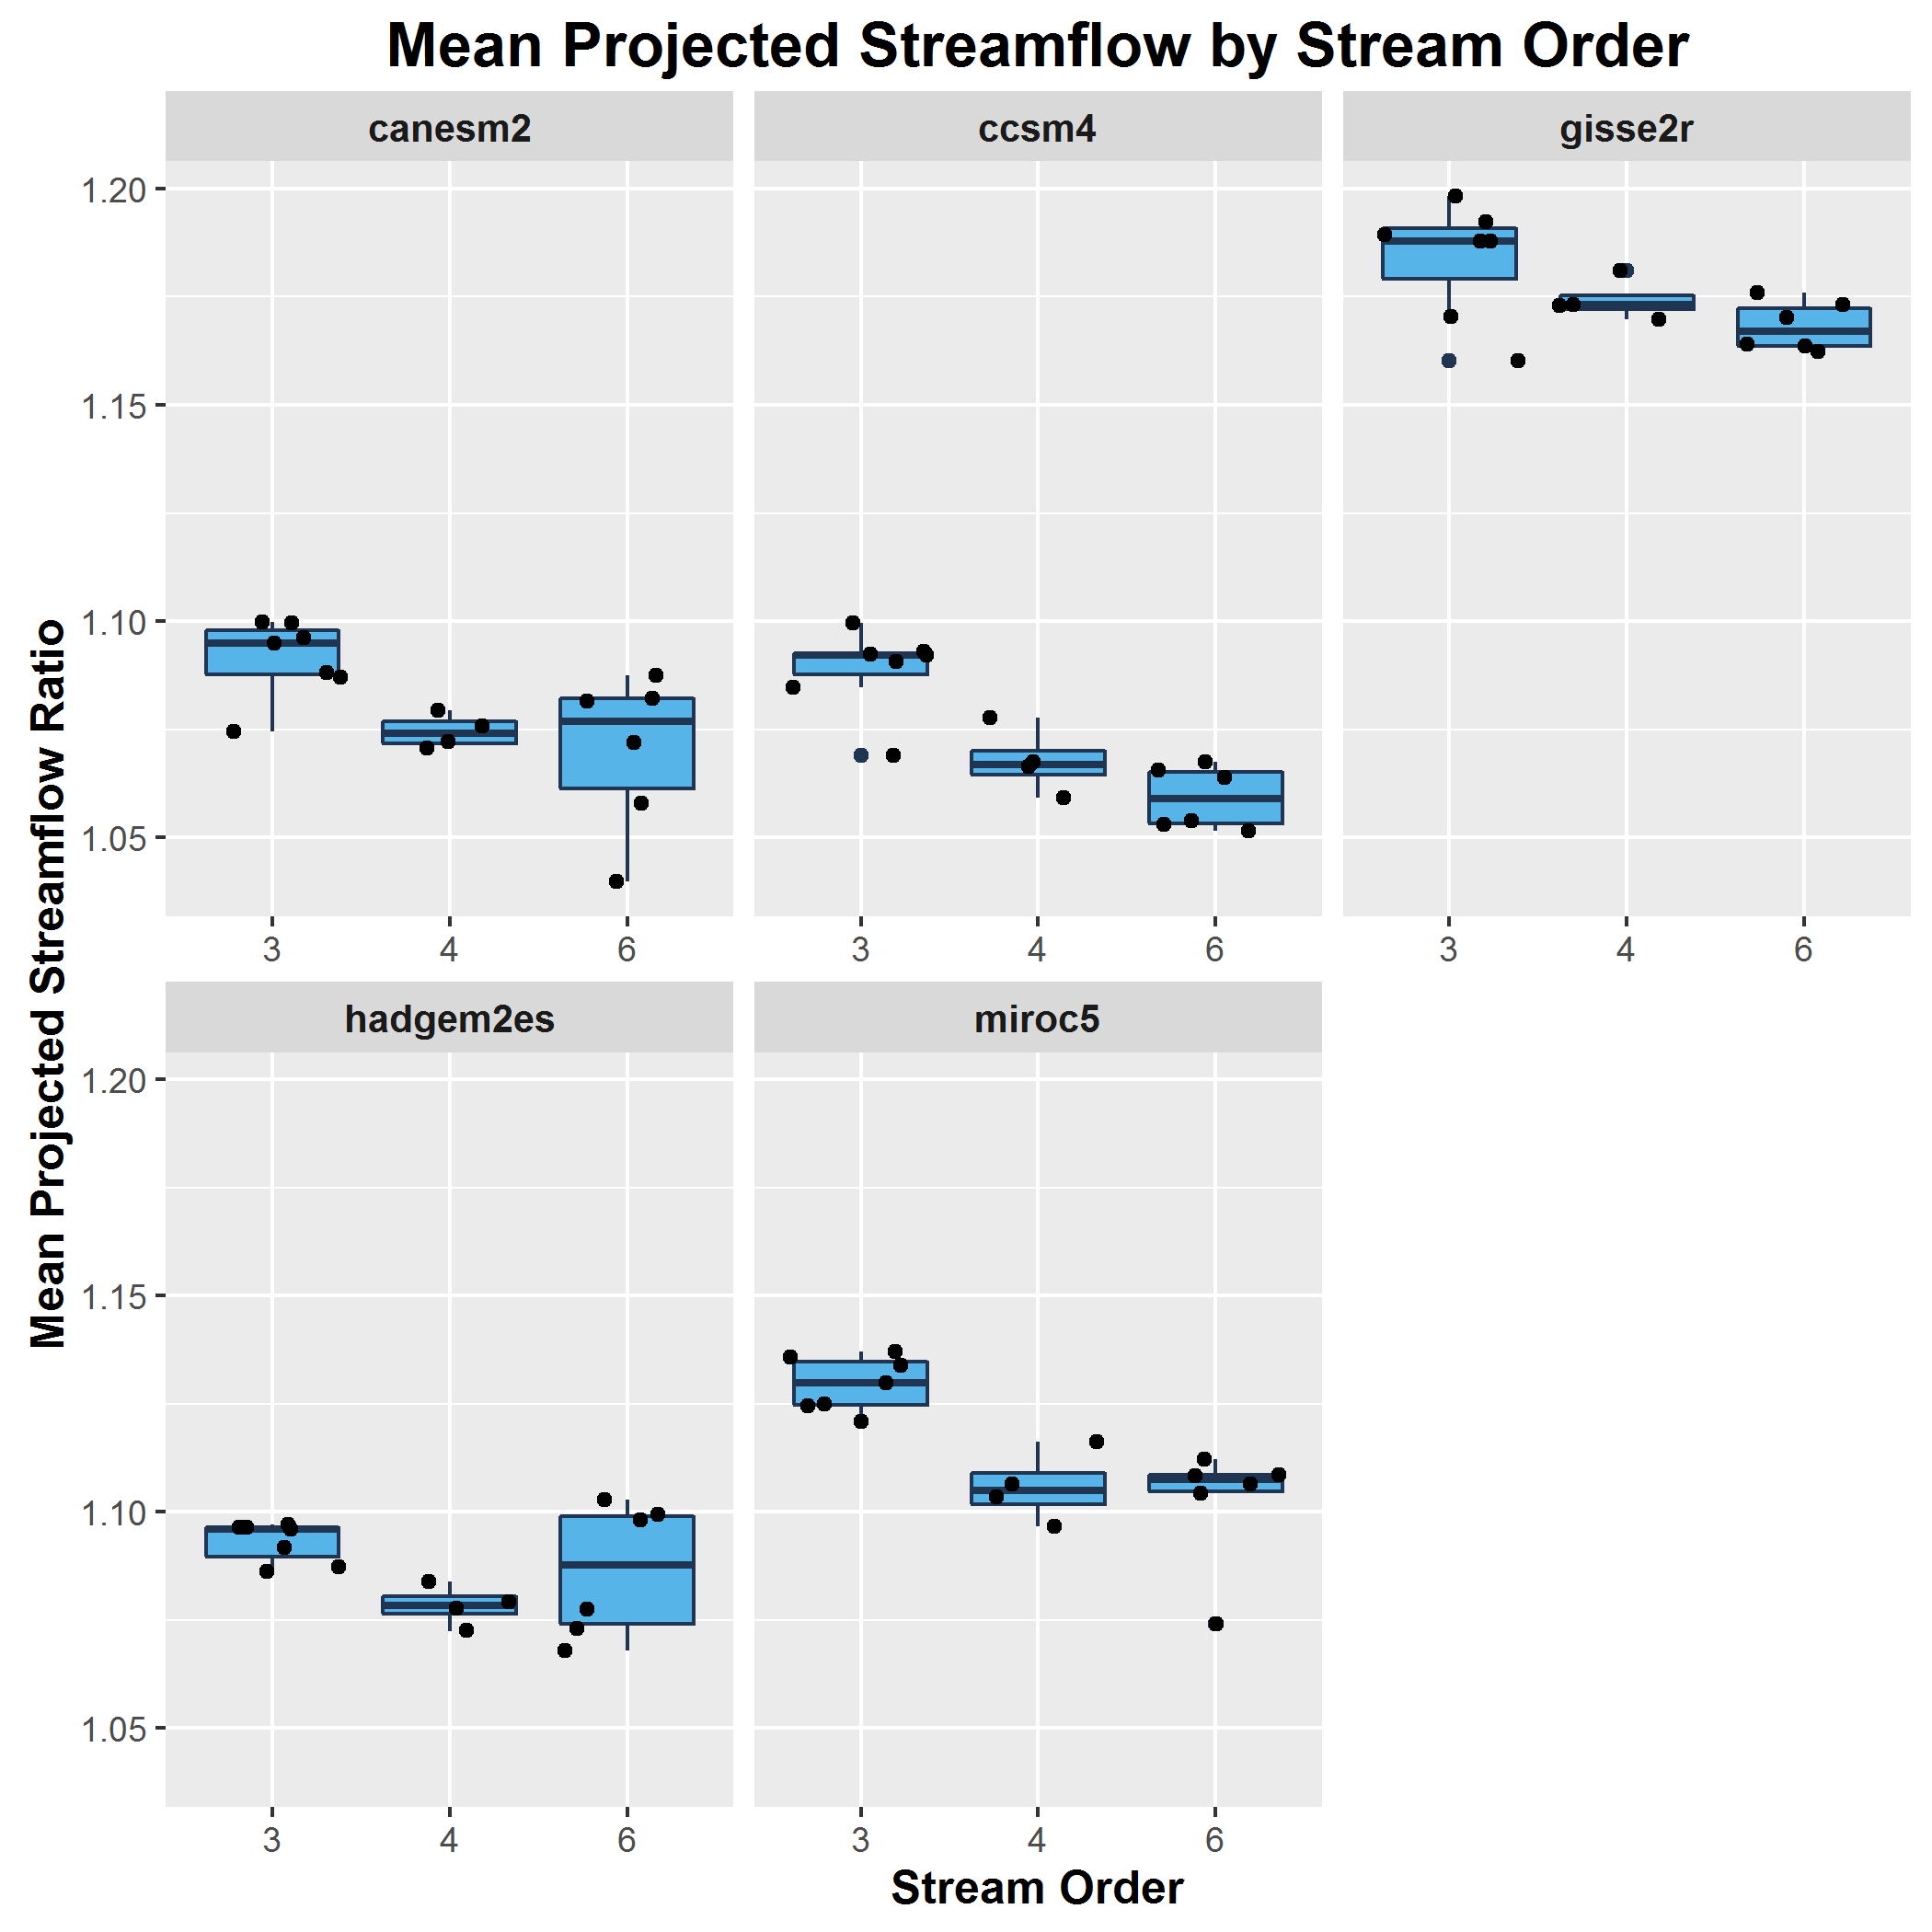 Mean Projected Streamflow by Stream Order
canesm2
ccsm4
gisse2r
1.20
1.15
1.10
1.05
3 4 6
3 4 6
3 4 6
Mean Projected Streamflow Ratio
hadgem2es
miroc5
1.20
1.15
1.10
1.05
3 4 6
3 4 6
Stream Order